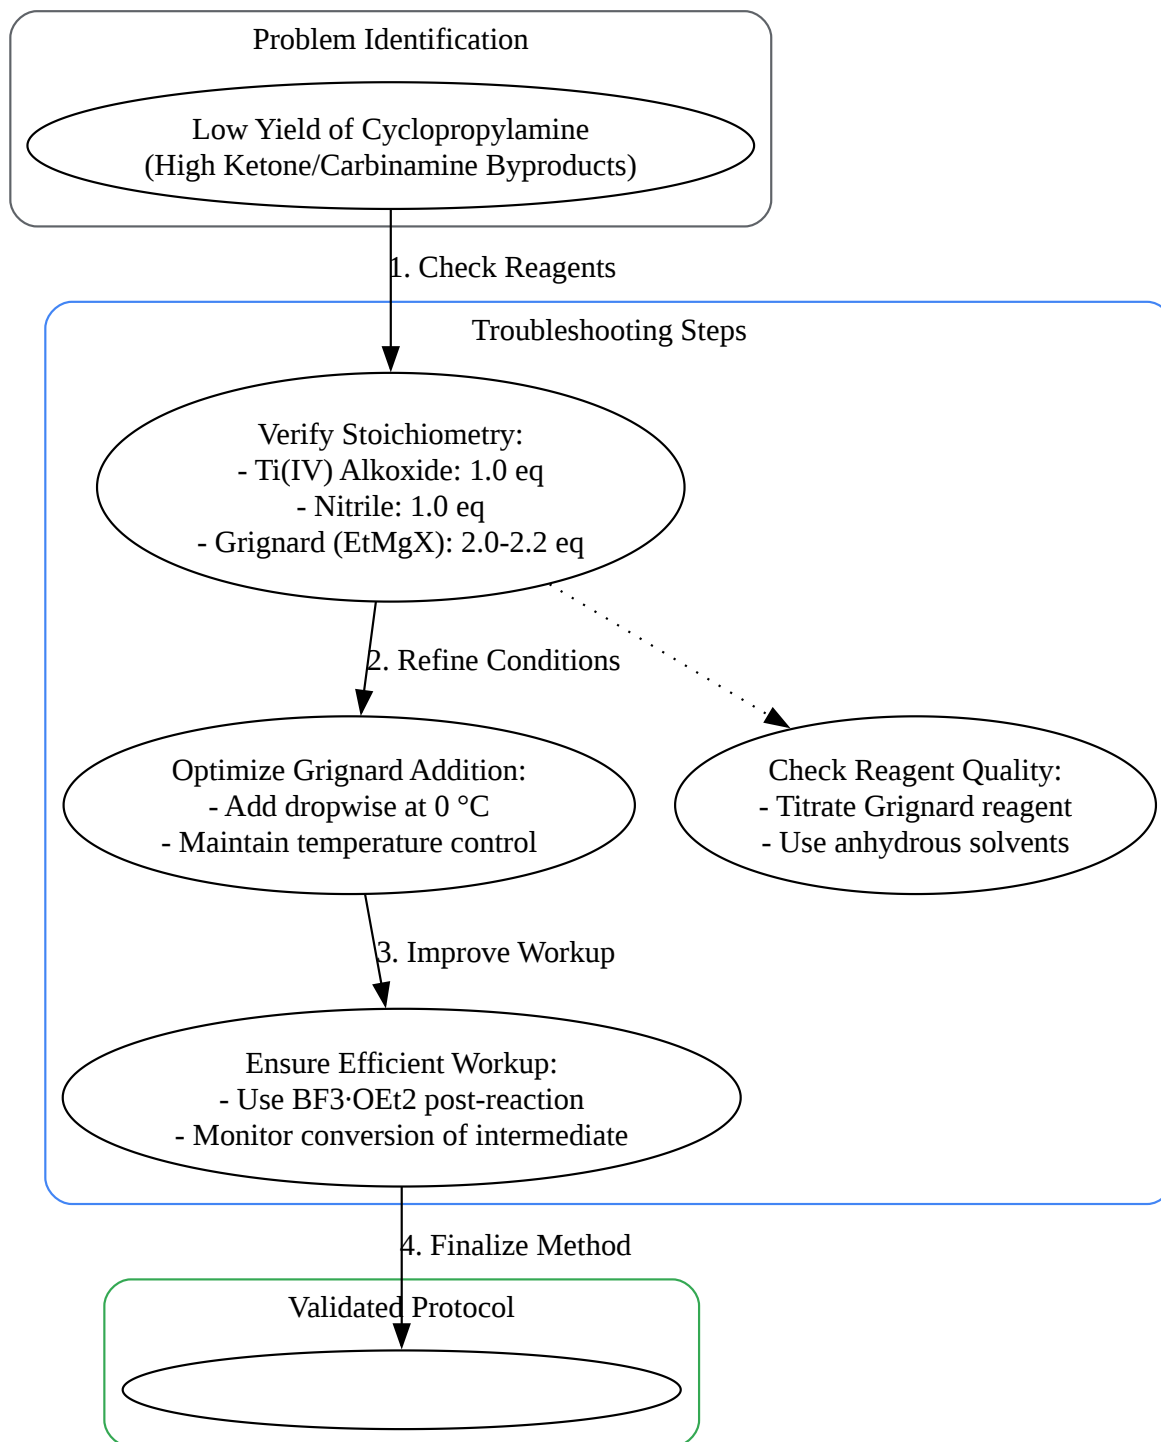 Problem Identification
Low Yield of Cyclopropylamine
(High Ketone/Carbinamine Byproducts)
1. Check Reagents
Troubleshooting Steps
Verify Stoichiometry:
- Ti(IV) Alkoxide: 1.0 eq
- Nitrile: 1.0 eq
- Grignard (EtMgX): 2.0-2.2 eq
2. Refine Conditions
Optimize Grignard Addition:
- Add dropwise at 0 °C
- Maintain temperature control
Check Reagent Quality:
- Titrate Grignard reagent
- Use anhydrous solvents
3. Improve Workup
Ensure Efficient Workup:
- Use BF3·OEt2 post-reaction
- Monitor conversion of intermediate
4. Finalize Method
Validated Protocol